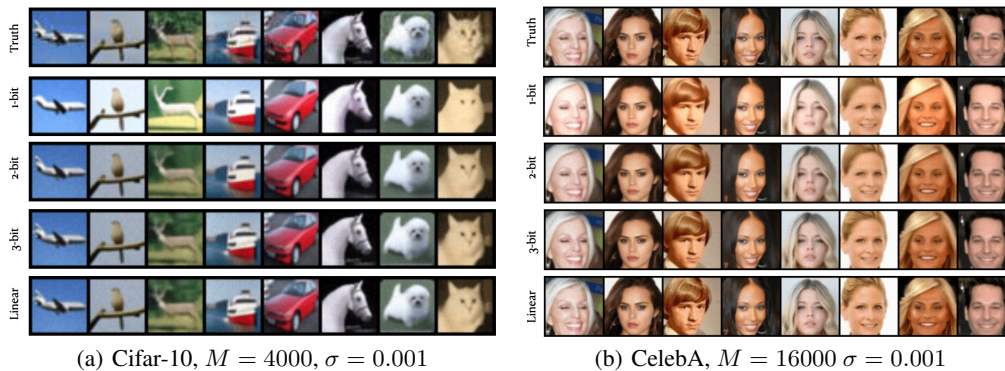 Truth
1-bit
2-bit
3-bit
Linear
(a) Cifar-10, M = 4000, σ = 0.001
Truth
1-bit
2-bit
3-bit
Linear
(b) CelebA, M = 16000 σ = 0.001